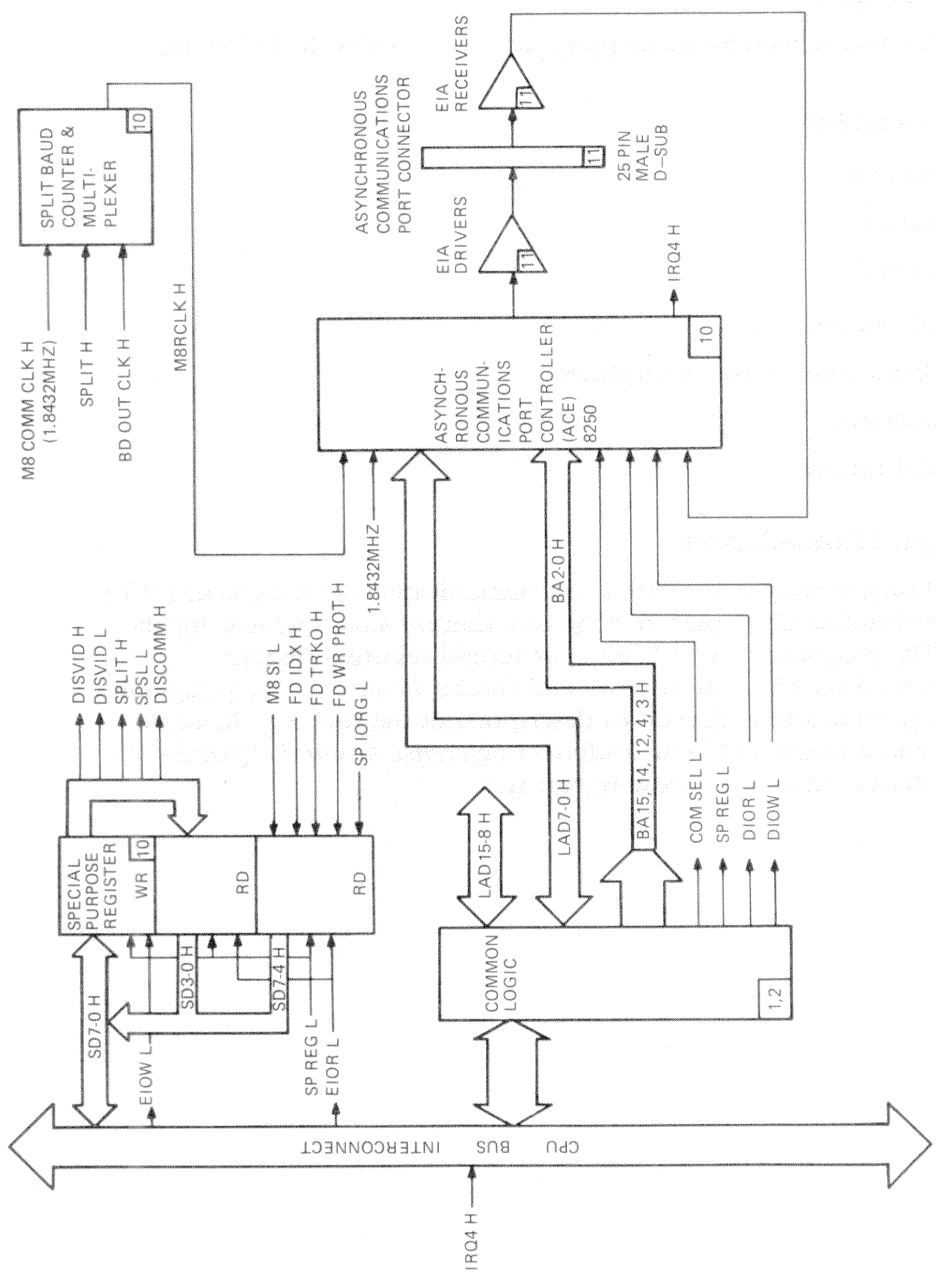 M8 COMM CLK H
(1.8432MHZ)
SPLIT H
BD OUT CLK H
SPLIT BAUD
COUNTER &
MULTI-
PLEXER
10
M8RCLK H
ASYNCHRONOUS
COMMUNICATIONS
PORT CONNECTOR
EIA
DRIVERS
11
11
25 PIN
MALE
D-SUB
EIA
RECEIVERS
11
IRQ4 H
ASYNCH-
RONOUS
COMMUN-
ICATIONS
PORT
CONTROLLER
(ACE)
8250
10
1.8432MHZ
BA2-0 H
DISVID H
DISVID L
SPLIT H
SPSL L
DISCOMM H
M8 SI L
FD IDX H
FD TRKO H
FD WR PROT H
SP IORG L
SPECIAL
PURPOSE
REGISTER
10
WR
RD
RD
SD7-0 H
SD3-0 H
SD7-4 H
EIOW L
SP REG L
EIOR L
LAD15-8 H
LAD7-0 H
BA15, 14, 12, 4, 3 H
COM SEL L
SP REG L
DIOR L
DIOW L
COMMON
LOGIC
1,2
CPU BUS INTERCONNECT
IRQ4 H